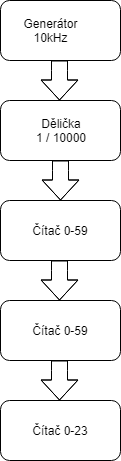 Generátor
10kHz
Dělička
1 / 10000
Čítač 0-59
Čítač 0-59
Čítač 0-23